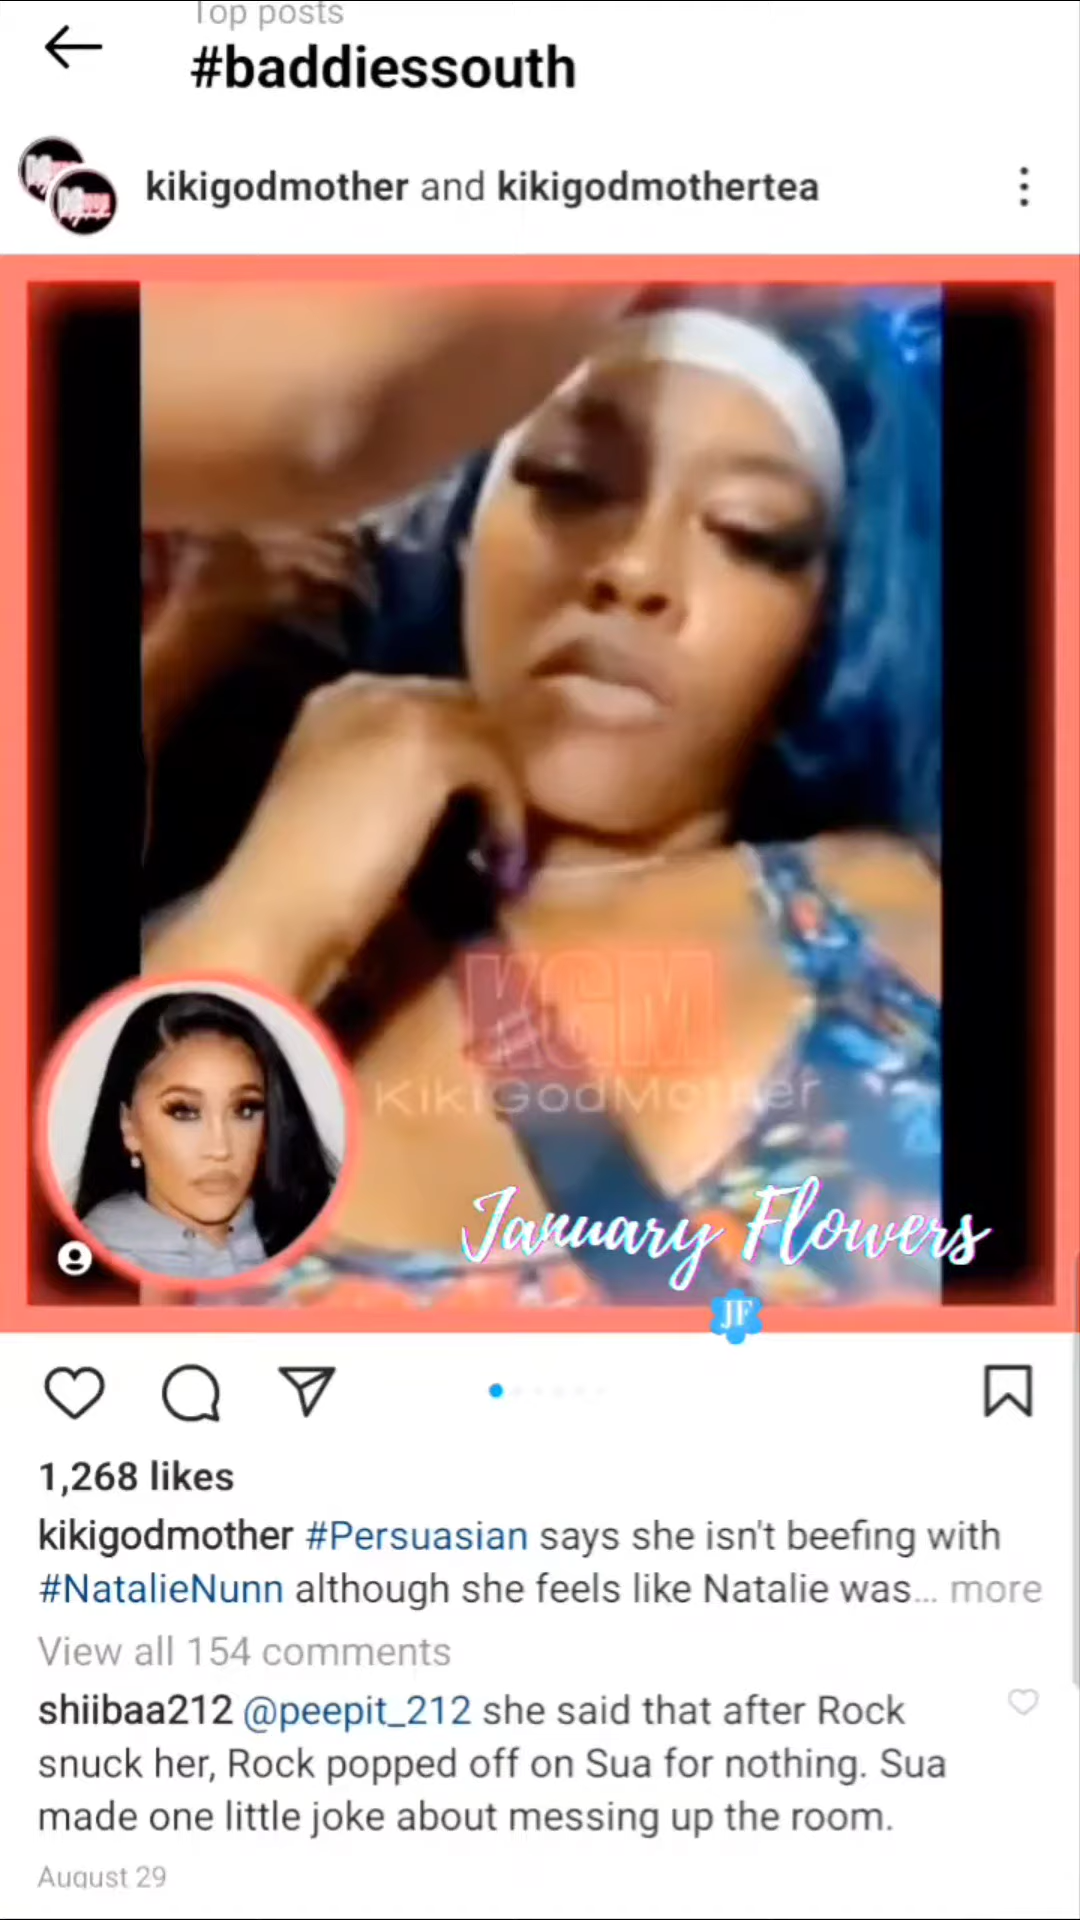 Top posts
#baddiessouth
kikigodmother and kikigodmothertea
KGM
KikiGodMother
January Flowers
JF
1,268 likes
kikigodmother #Persuasian says she isn't beefing with
#NatalieNunn although she feels like Natalie was... more
View all 154 comments
shiibaa212 @peepit_212 she said that after Rock
snuck her, Rock popped off on Sua for nothing. Sua
made one little joke about messing up the room.
August 29